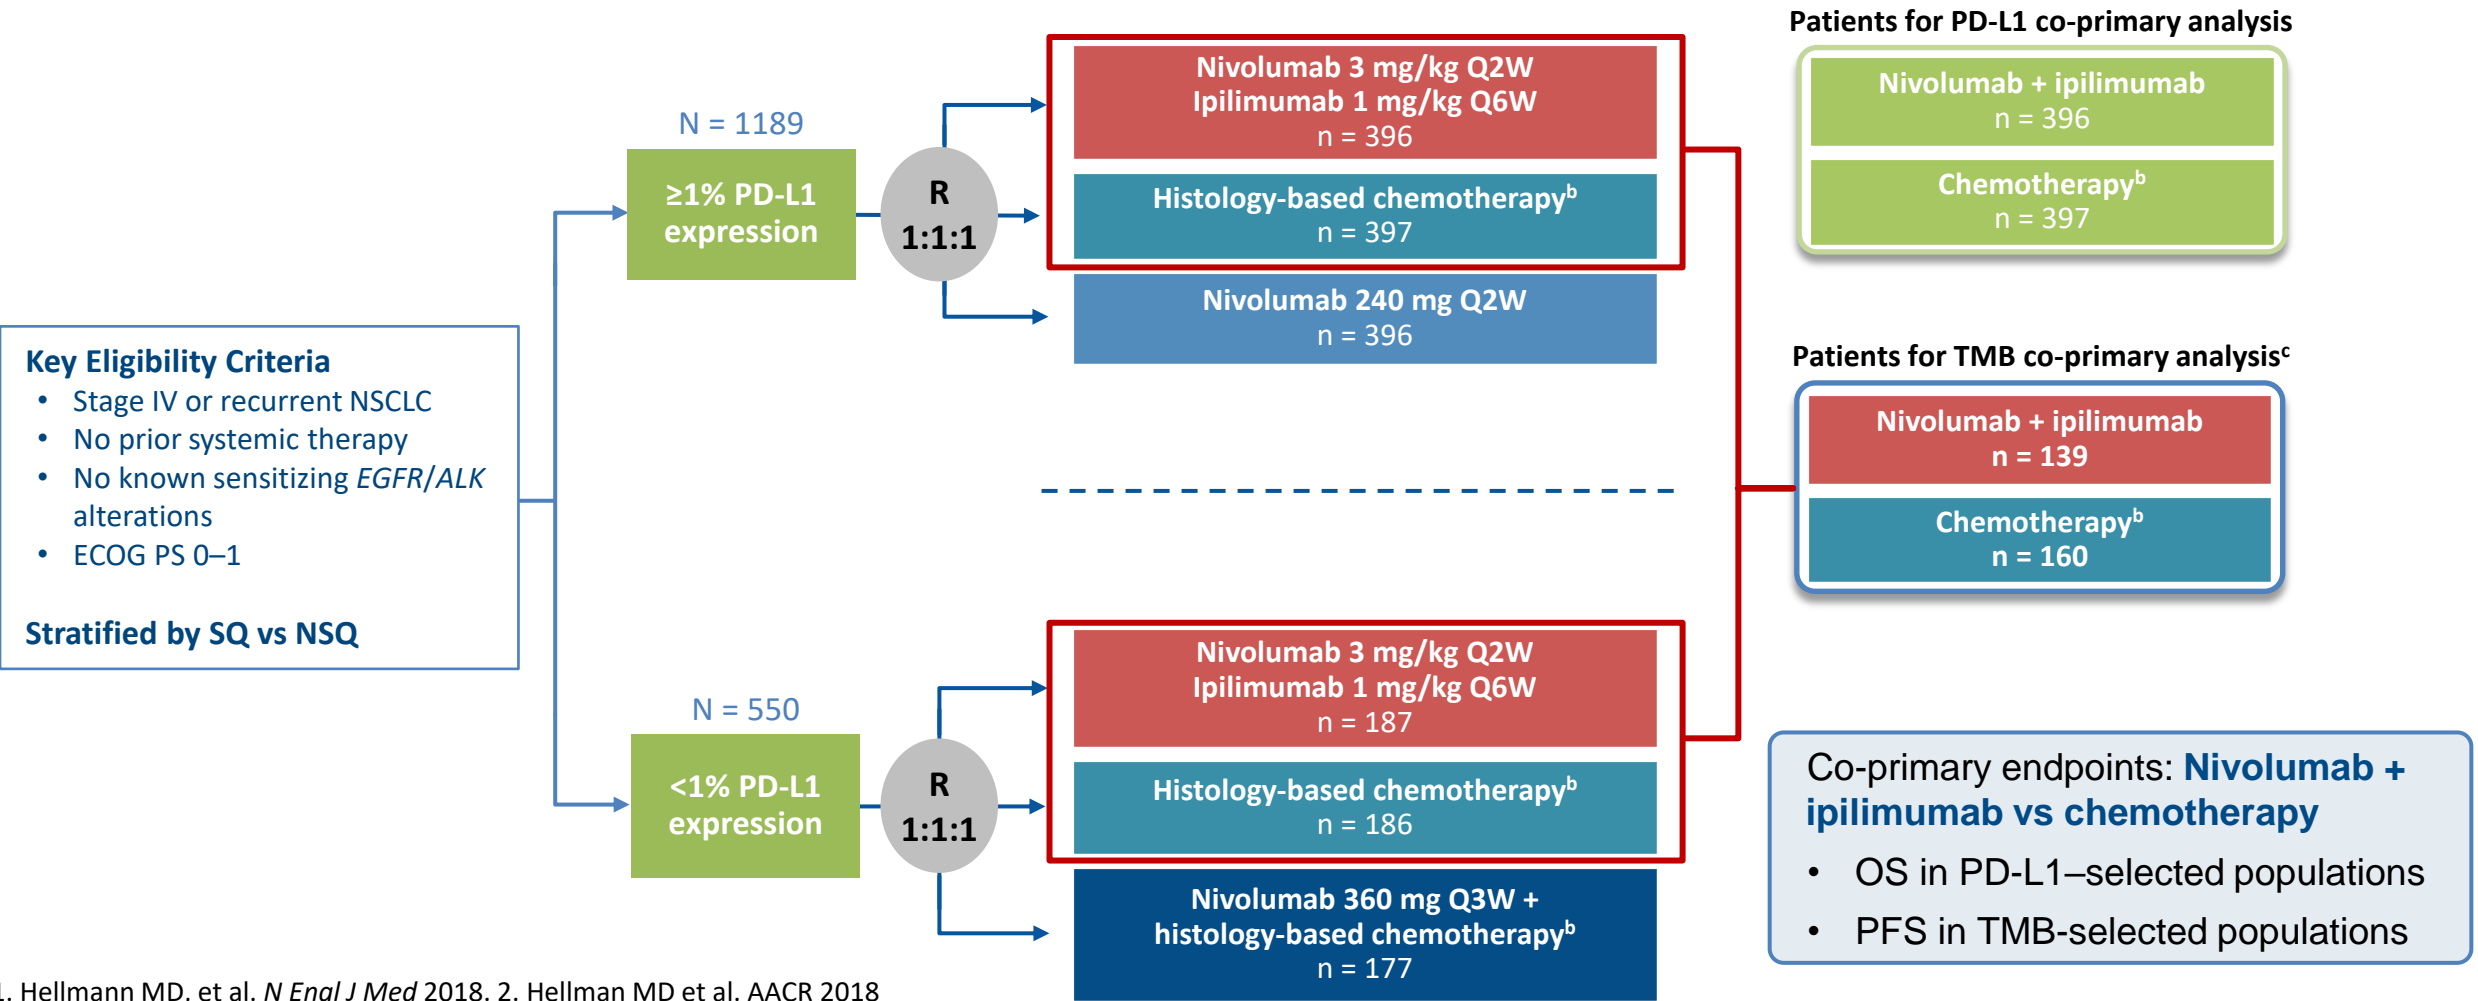 Key Eligibility Criteria
• Stage IV or recurrent NSCLC
• No prior systemic therapy
• No known sensitizing EGFR/ALK
alterations
• ECOG PS 0–1
Stratified by SQ vs NSQ
N = 1189
≥1% PD-L1
expression
R
1:1:1
Nivolumab 3 mg/kg Q2W
Ipilimumab 1 mg/kg Q6W
n = 396
Histology-based chemotherapyᵇ
n = 397
Nivolumab 240 mg Q2W
n = 396
N = 550
<1% PD-L1
expression
R
1:1:1
Nivolumab 3 mg/kg Q2W
Ipilimumab 1 mg/kg Q6W
n = 187
Histology-based chemotherapyᵇ
n = 186
Nivolumab 360 mg Q3W +
histology-based chemotherapyᵇ
n = 177
Patients for PD-L1 co-primary analysis
Nivolumab + ipilimumab
n = 396
Chemotherapyᵇ
n = 397
Patients for TMB co-primary analysisᶜ
Nivolumab + ipilimumab
n = 139
Chemotherapyᵇ
n = 160
Co-primary endpoints: Nivolumab +
ipilimumab vs chemotherapy
• OS in PD-L1–selected populations
• PFS in TMB-selected populations
1. Hellmann MD, et al. N Engl J Med 2018. 2. Hellman MD et al. AACR 2018